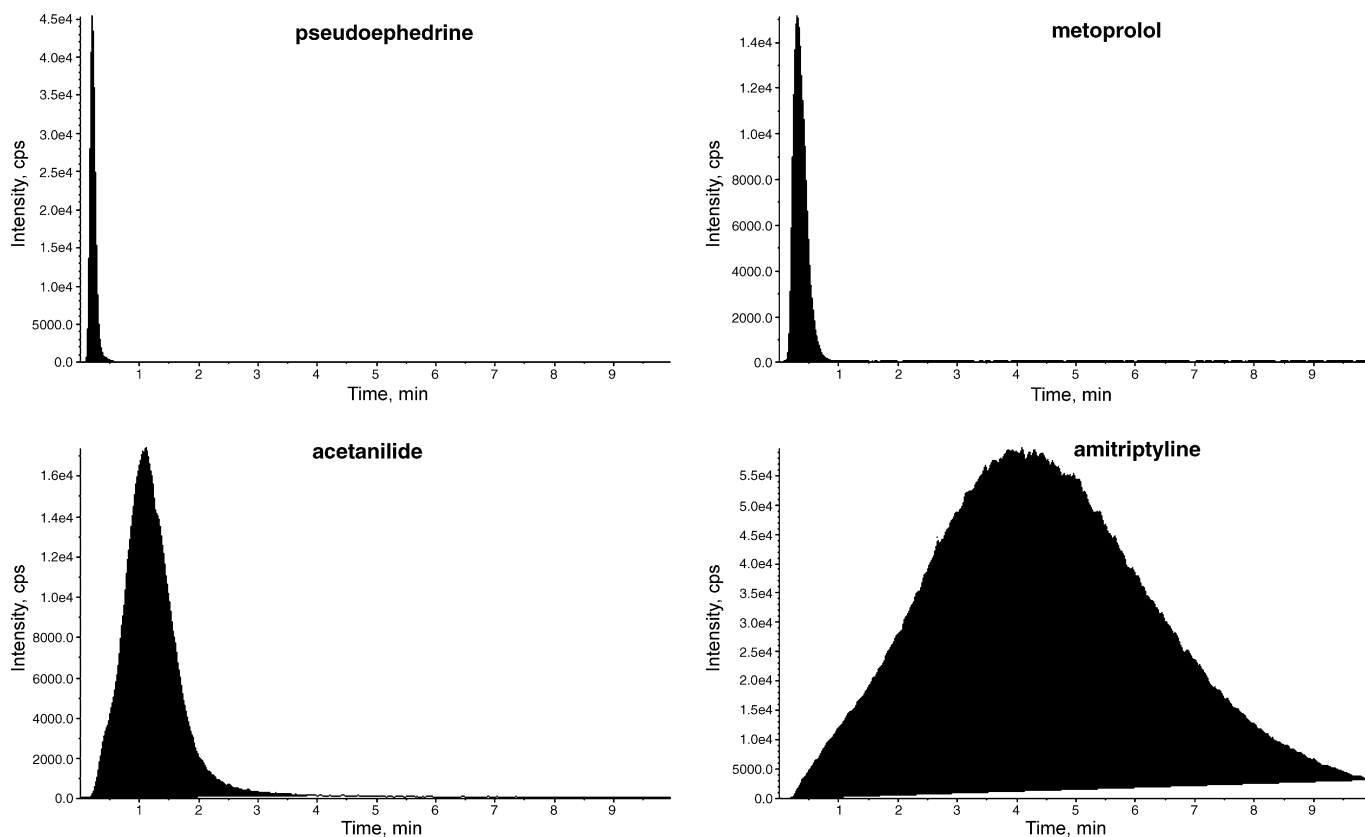 pseudoephedrine
Intensity, cps
4.5e4
4.0e4
3.5e4
3.0e4
2.5e4
2.0e4
1.5e4
1.0e4
5000.0
0.0
1 2 3 4 5 6 7 8 9
Time, min
metoprolol
Intensity, cps
1.4e4
1.2e4
1.0e4
8000.0
6000.0
4000.0
2000.0
0.0
1 2 3 4 5 6 7 8 9
Time, min
acetanilide
Intensity, cps
1.6e4
1.4e4
1.2e4
1.0e4
8000.0
6000.0
4000.0
2000.0
0.0
1 2 3 4 5 6 7 8 9
Time, min
amitriptyline
Intensity, cps
5.5e4
5.0e4
4.5e4
4.0e4
3.5e4
3.0e4
2.5e4
2.0e4
1.5e4
1.0e4
5000.0
0.0
1 2 3 4 5 6 7 8 9
Time, min